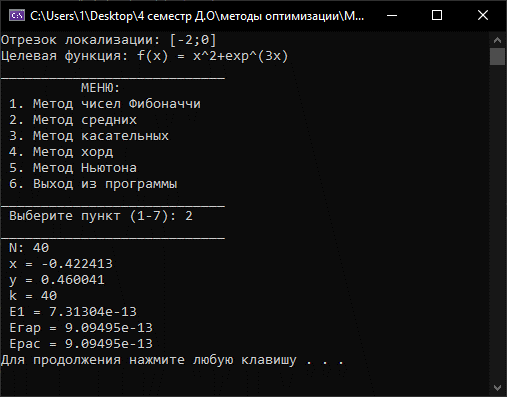 C:\Users\1\Desktop\4 семестр Д.О\методы оптимизации\М...
Отрезок локализации: [-2;0]
Целевая функция: f(x) = x^2+exp^(3x)
____________________________
МЕНЮ:
1. Метод чисел Фибоначчи
2. Метод средних
3. Метод касательных
4. Метод хорд
5. Метод Ньютона
6. Выход из программы
____________________________
Выберите пункт (1-7): 2
____________________________
N: 40
x = -0.422413
y = 0.460041
k = 40
E1 = 7.31304e-13
Eгар = 9.09495e-13
Eрас = 9.09495e-13
Для продолжения нажмите любую клавишу . . .